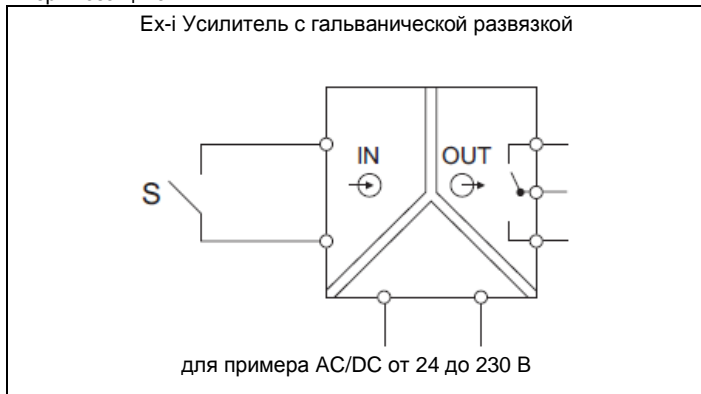 Ex-i Усилитель с гальванической развязкой
IN
OUT
S
для примера AC/DC от 24 до 230 В